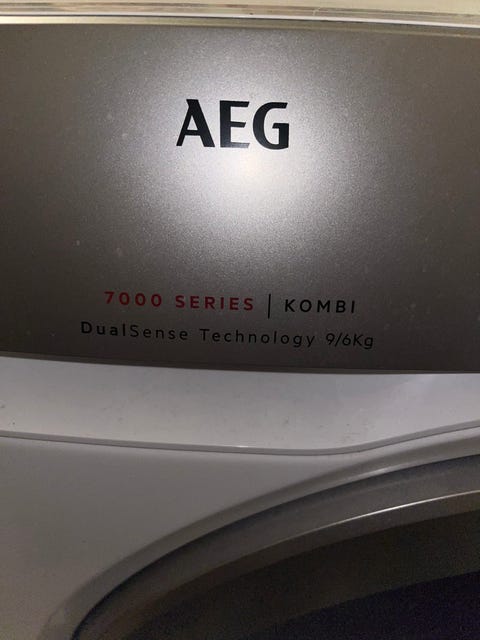 AEG
7000 SERIES | KOMBI
DualSense Technology 9/6Kg